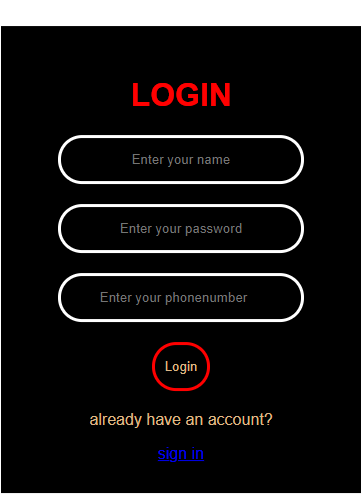 LOGIN
Enter your name
Enter your password
Enter your phonenumber
Login
already have an account?
sign in